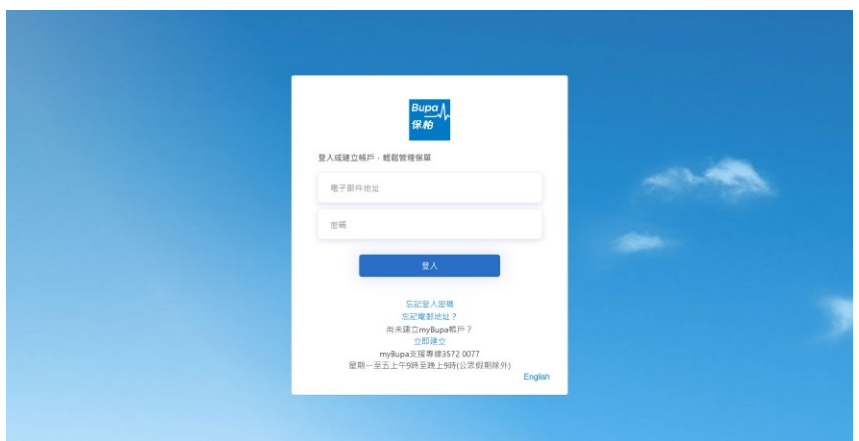 Bupa
保柏
登入或建立帳戶，輕鬆管理保單
電子郵件地址
密碼
登入
忘記登入密碼
忘記電郵地址？
尚未建立myBupa帳戶？
立即建立
myBupa支援專線3572 0077
星期一至五上午9時至晚上9時(公眾假期除外)
English